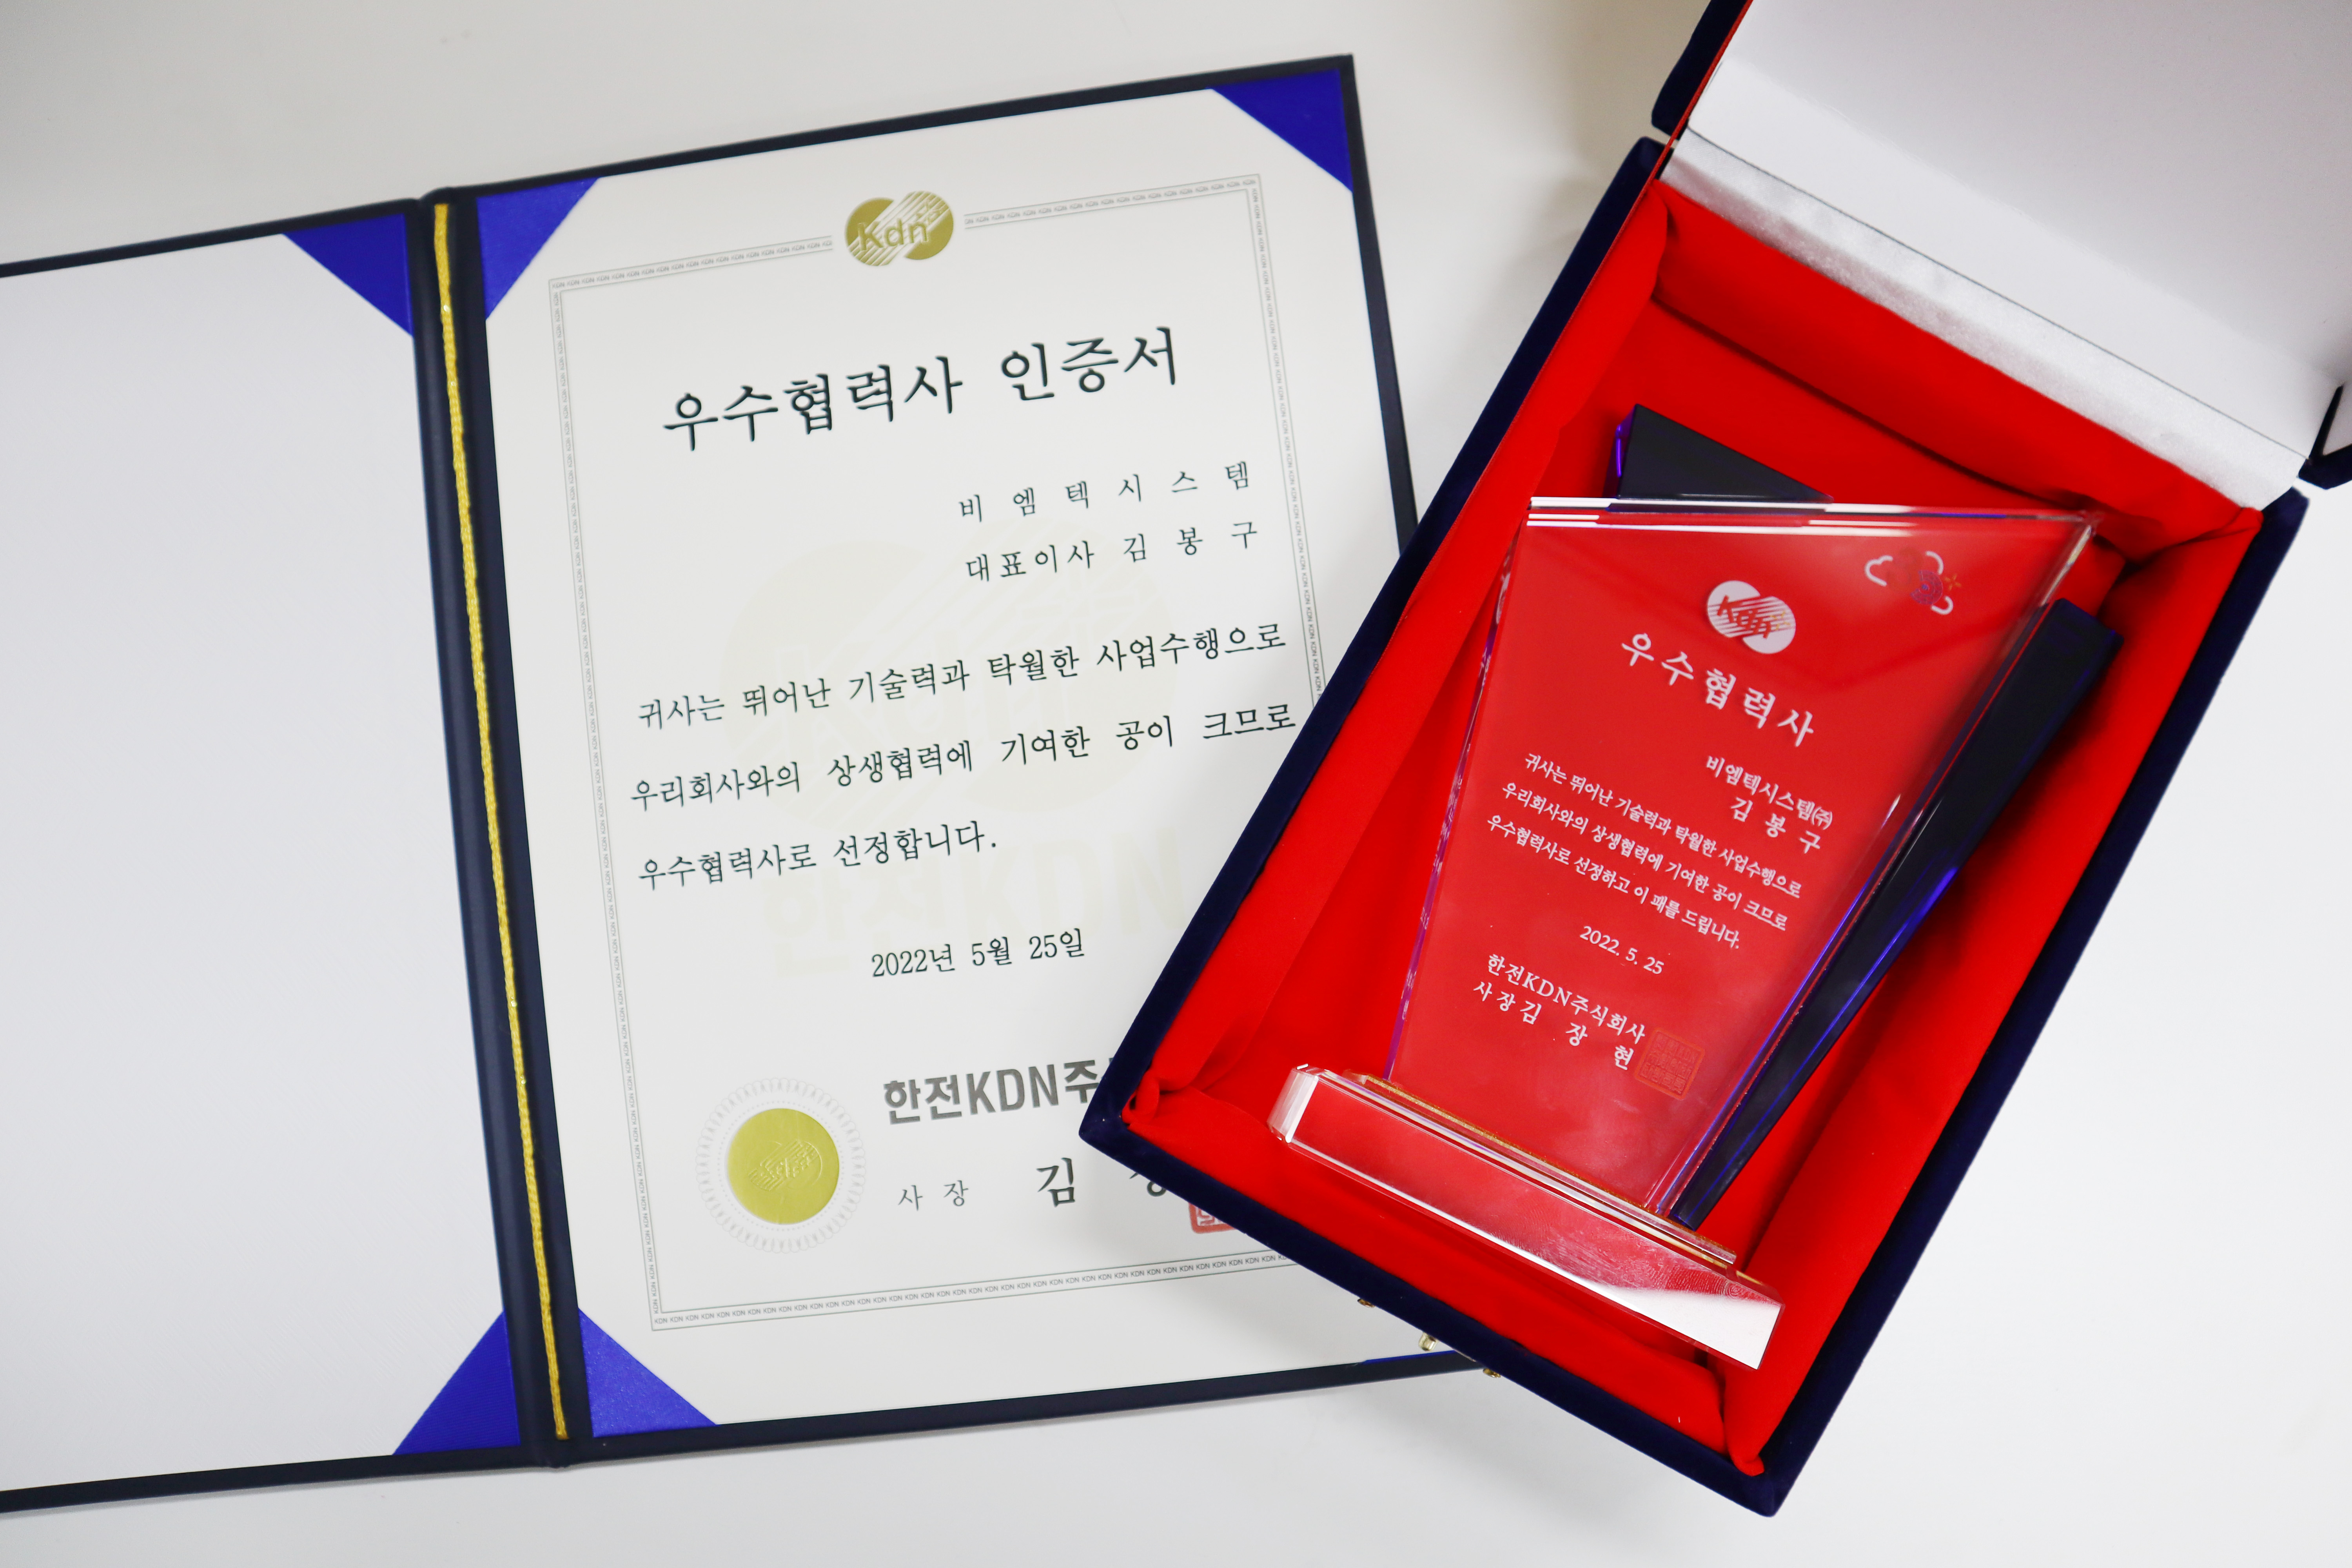 Kdn
우수협력사 인증서
비엠텍시스템
대표이사 김봉구
귀사는 뛰어난 기술력과 탁월한 사업수행으로
우리회사와의 상생협력에 기여한 공이 크므로
우수협력사로 선정합니다.
2022년 5월 25일
한전KDN주
사장 김
Kdn
우수협력사
비엠텍시스템㈜
김봉구
귀사는 뛰어난 기술력과 탁월한 사업수행으로
우리회사와의 상생협력에 기여한 공이 크므로
우수협력사로 선정하고 이 패를 드립니다.
2022. 5. 25
한전KDN주식회사
사장 김장현